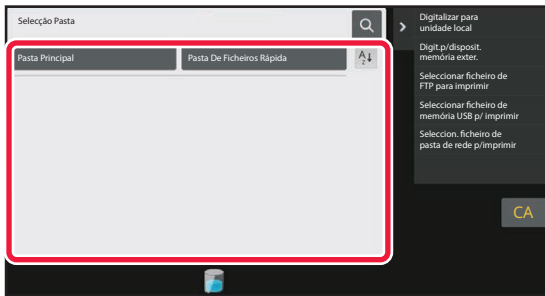 Selecção Pasta
Pasta Principal
Pasta De Ficheiros Rápida
Digitalizar para
unidade local
Digit.p/disposit.
memória exter.
Seleccionar ficheiro de
FTP para imprimir
Seleccionar ficheiro de
memória USB p/ imprimir
Seleccion. ficheiro de
pasta de rede p/imprimir
CA